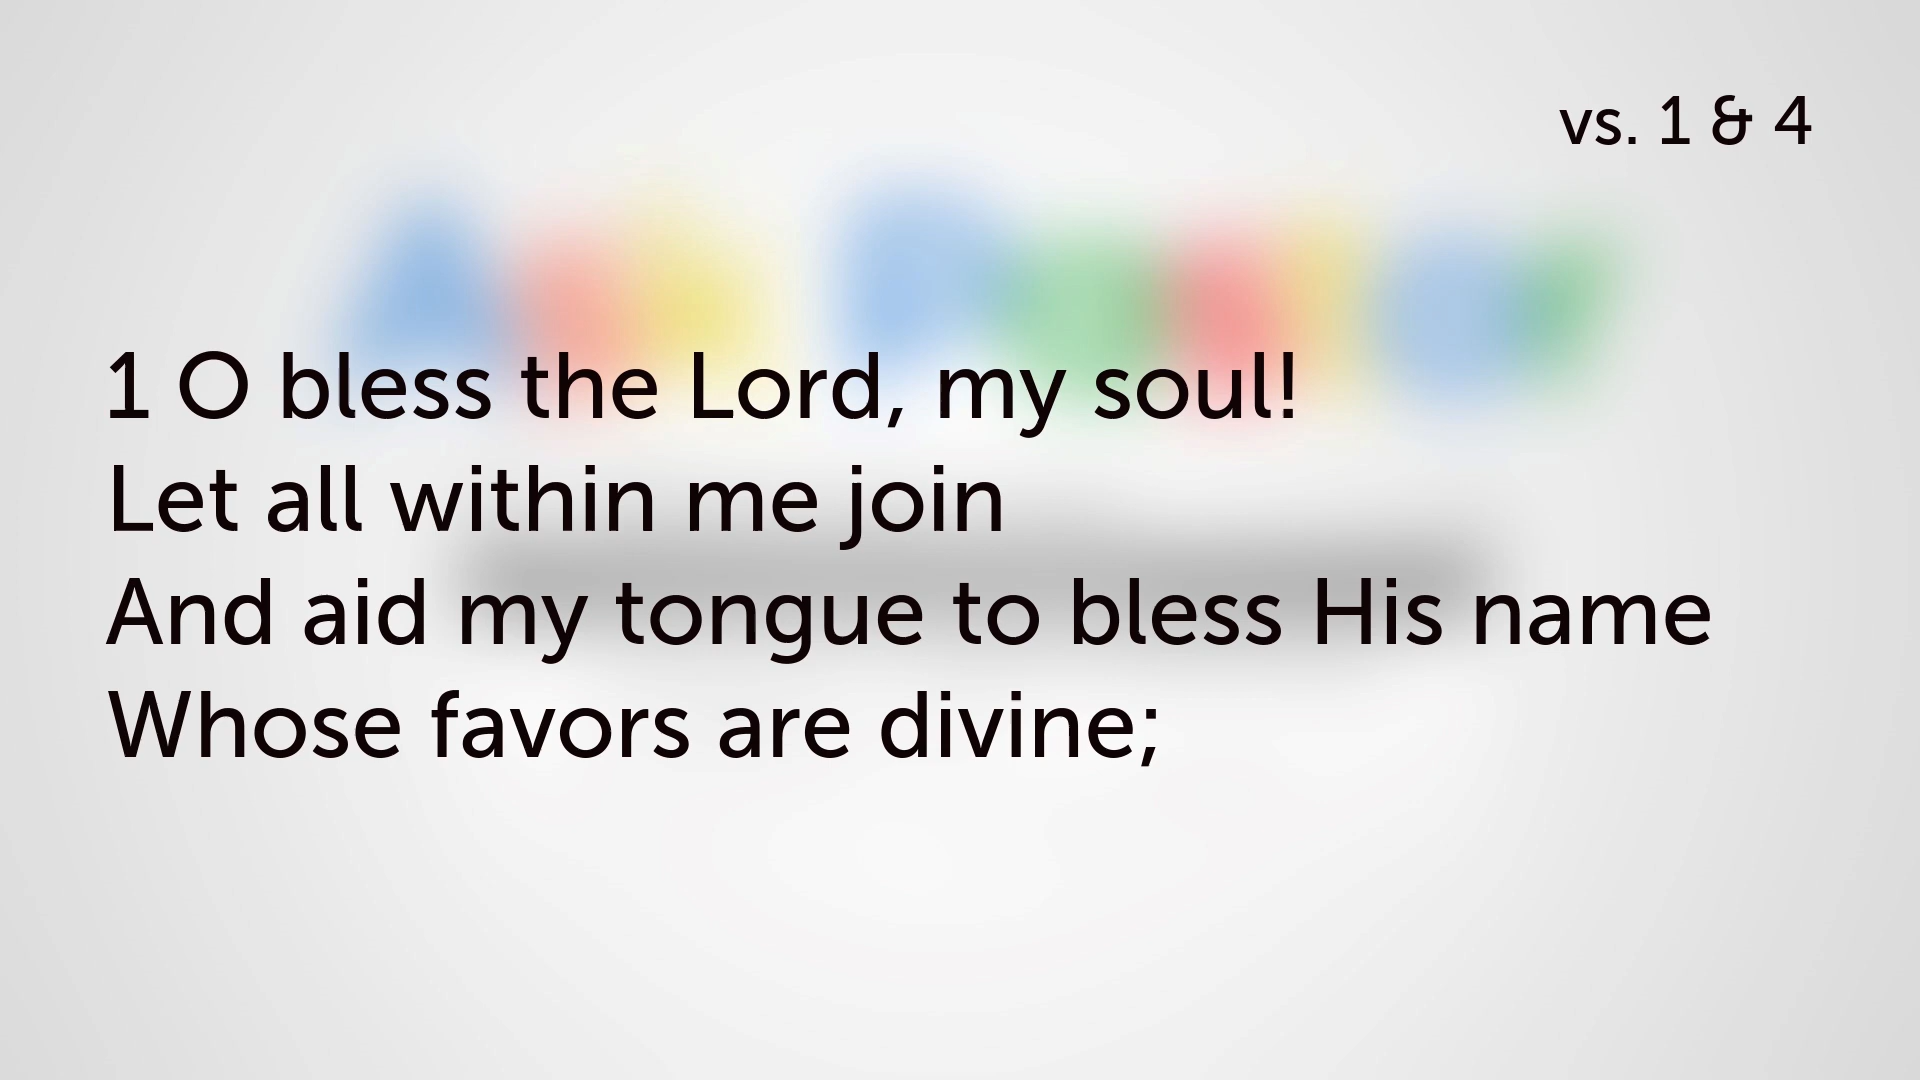 vs. 1 & 4
1 O bless the Lord, my soul!
Let all within me join
And aid my tongue to bless His name
Whose favors are divine;